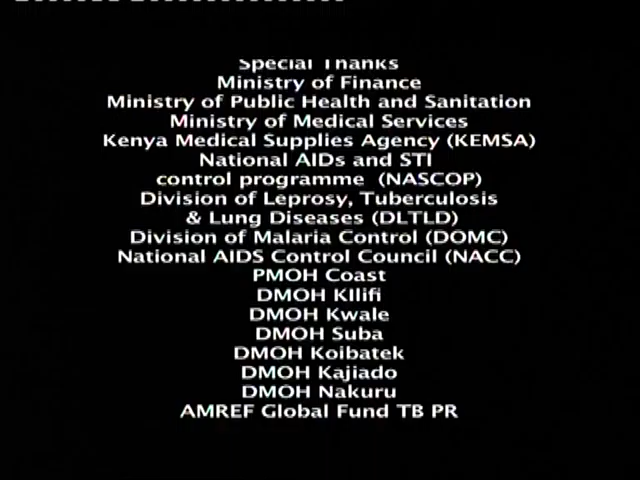 Special Thanks
Ministry of Finance
Ministry of Public Health and Sanitation
Ministry of Medical Services
Kenya Medical Supplies Agency (KEMSA)
National AIDs and STI
control programme (NASCOP)
Division of Leprosy, Tuberculosis
& Lung Diseases (DLTLD)
Division of Malaria Control (DOMC)
National AIDS Control Council (NACC)
PMOH Coast
DMOH KIlifi
DMOH Kwale
DMOH Suba
DMOH Koibatek
DMOH Kajiado
DMOH Nakuru
AMREF Global Fund TB PR